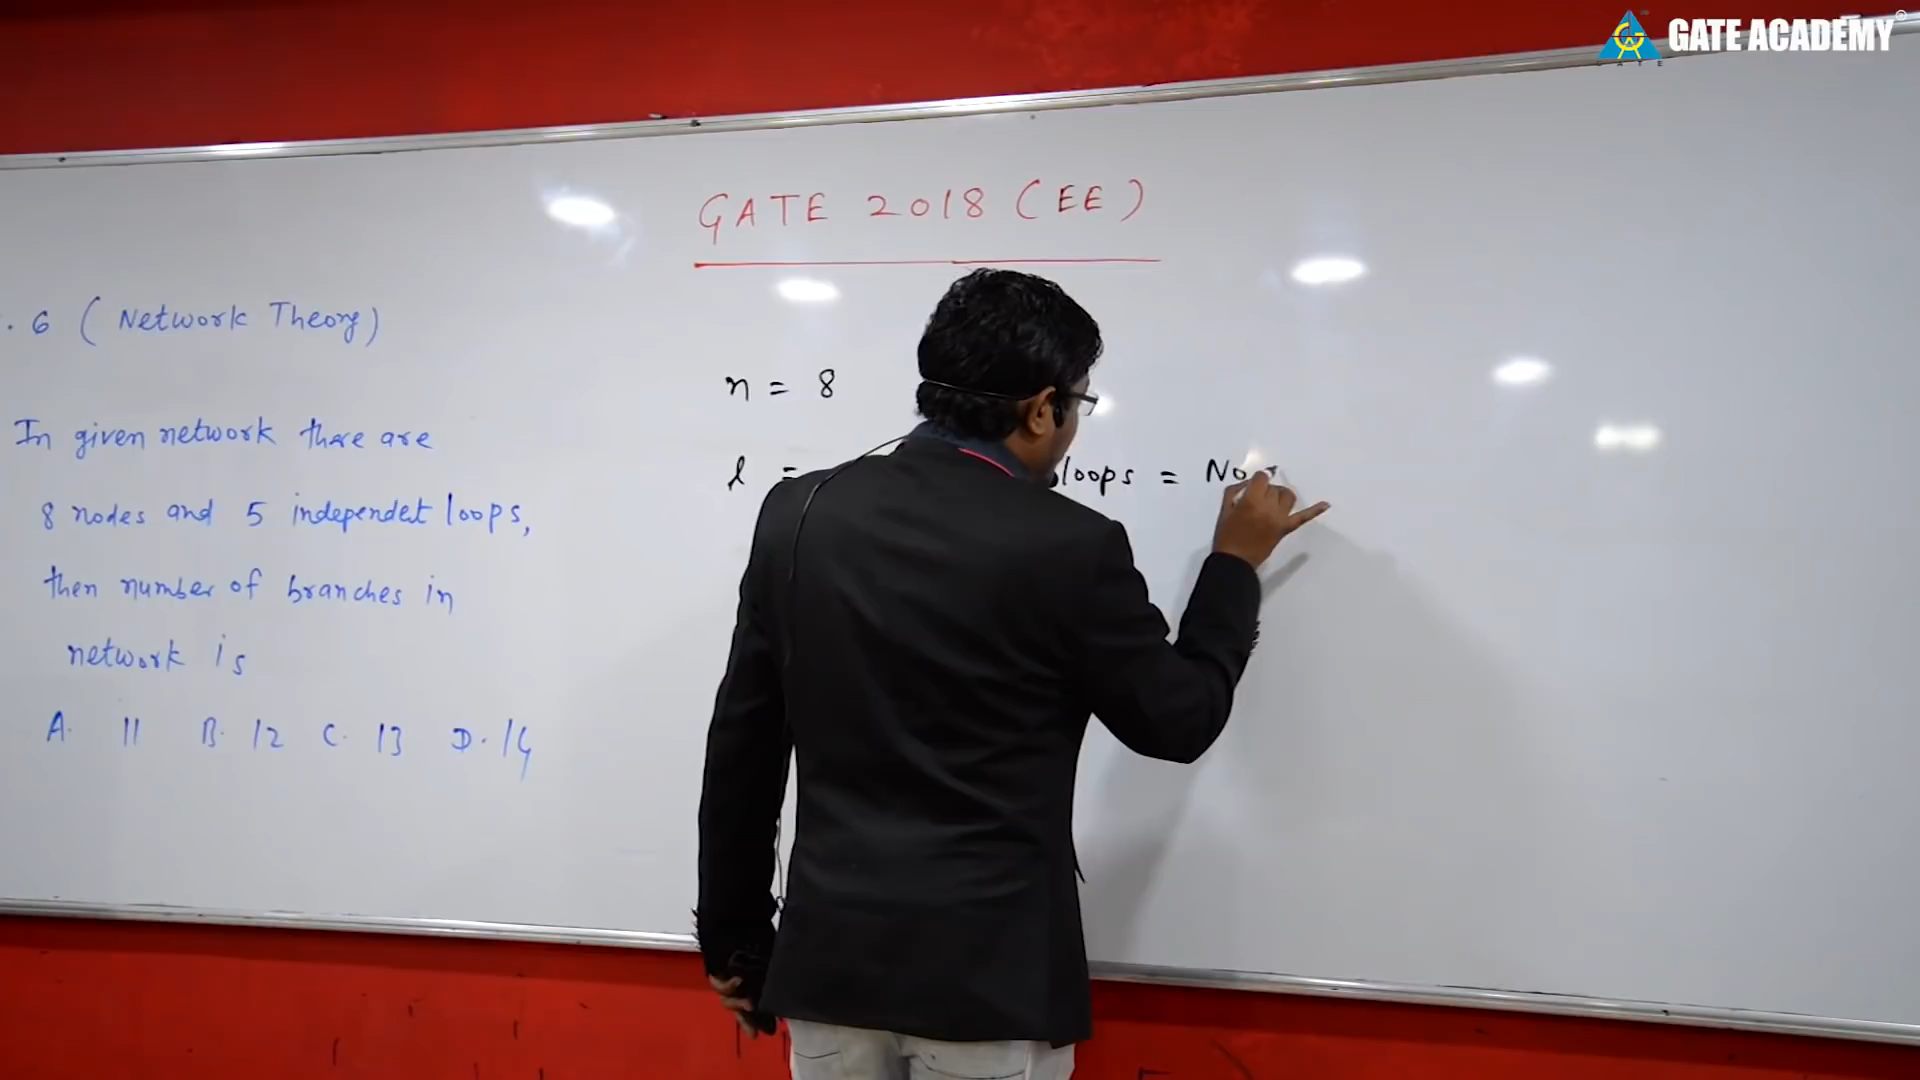 GATE ACADEMY
GATE 2018 (EE)
. 6 ( Network Theory)
In given network there are
8 nodes and 5 independent loops,
then number of branches in
network is
A. 11 B. 12 C. 13 D. 14
n = 8
l = loops = No